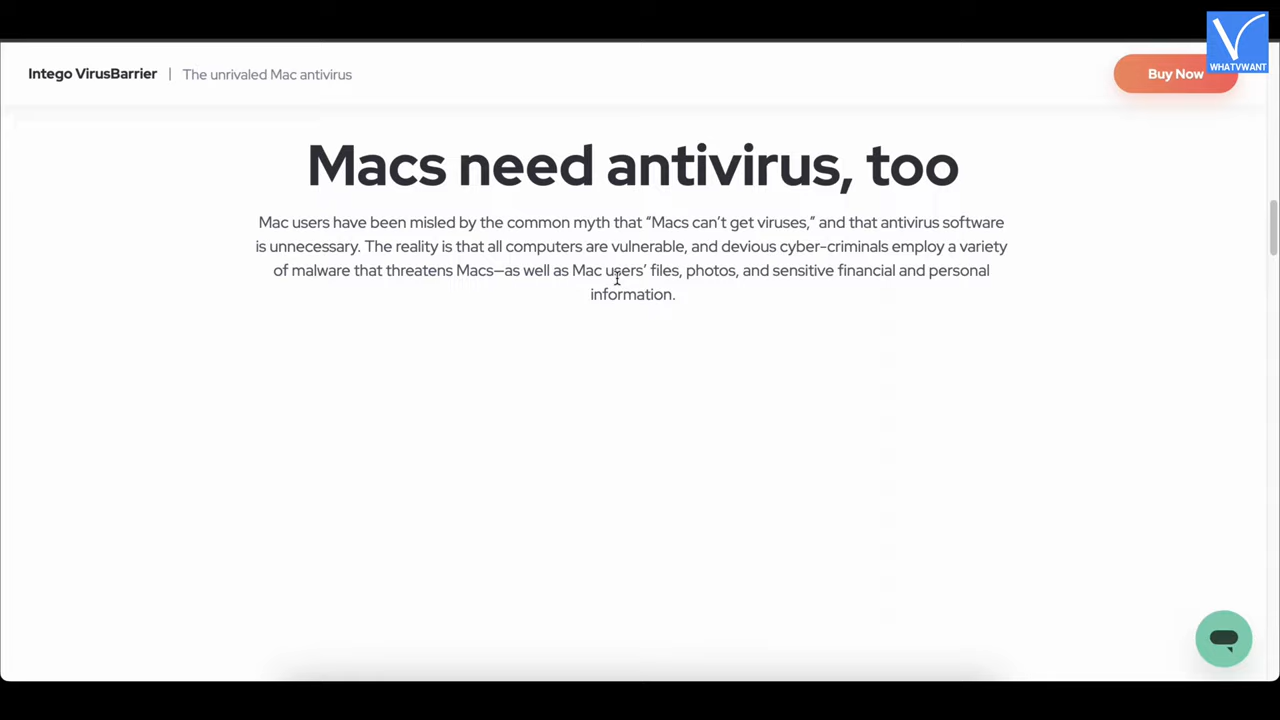 Intego VirusBarrier | The unrivaled Mac antivirus
Buy Now
WHATVWANT
Macs need antivirus, too
Mac users have been misled by the common myth that “Macs can’t get viruses,” and that antivirus software
is unnecessary. The reality is that all computers are vulnerable, and devious cyber-criminals employ a variety
of malware that threatens Macs—as well as Mac users’ files, photos, and sensitive financial and personal
information.